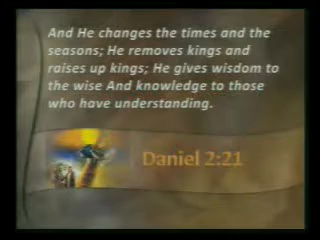 And He changes the times and the
seasons; He removes kings and
raises up kings; He gives wisdom to
the wise And knowledge to those
who have understanding.
Daniel 2:21